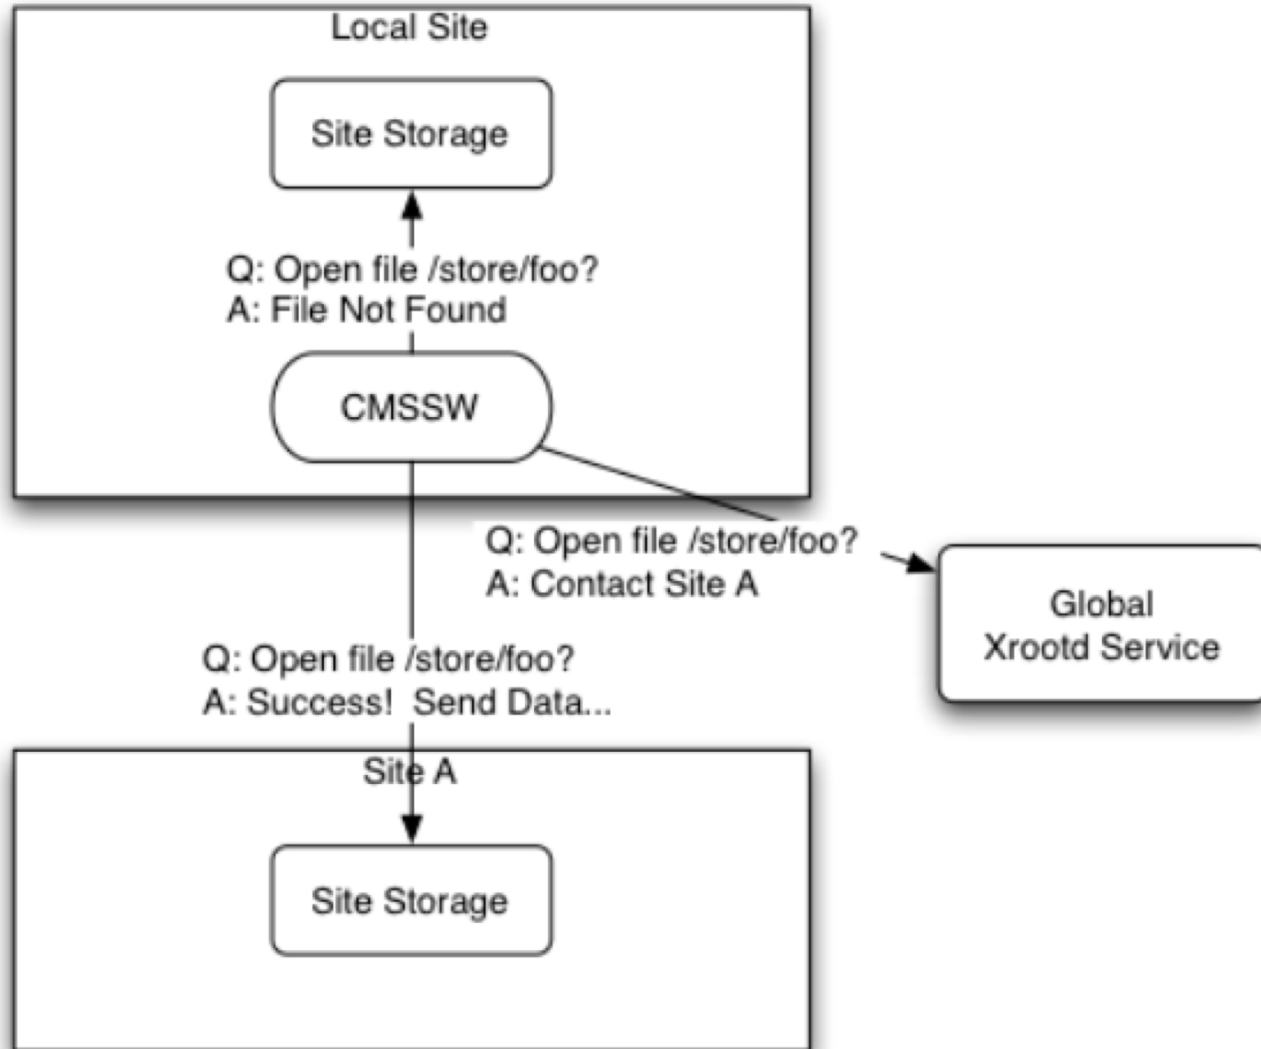 Local Site
Site Storage
Q: Open file /store/foo?
A: File Not Found
CMSSW
Q: Open file /store/foo?
A: Contact Site A
Global
Xrootd Service
Q: Open file /store/foo?
A: Success!  Send Data...
Site A
Site Storage